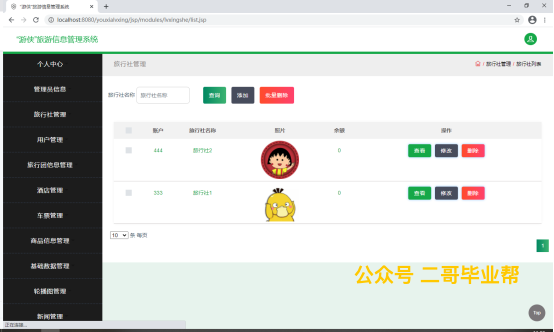 "游侠"旅游信息管理系统
localhost:8080/youxialvxing/jsp/modules/lvxingshe/list.jsp
"游侠"旅游信息管理系统
个人中心
管理员信息
旅行社管理
用户管理
旅行团信息管理
酒店管理
车票管理
商品信息管理
基础数据管理
轮播图管理
新闻管理
旅行社管理
/ 旅行社管理 / 旅行社列表
旅行社名称 旅行社名称 查询 添加 批量删除
账户 旅行社名称 照片 余额 操作
444 旅行社2 0 查看 修改 删除
333 旅行社1 0 查看 修改 删除
10 条 每页
1
公众号 二哥毕业帮
Top
正在连接...